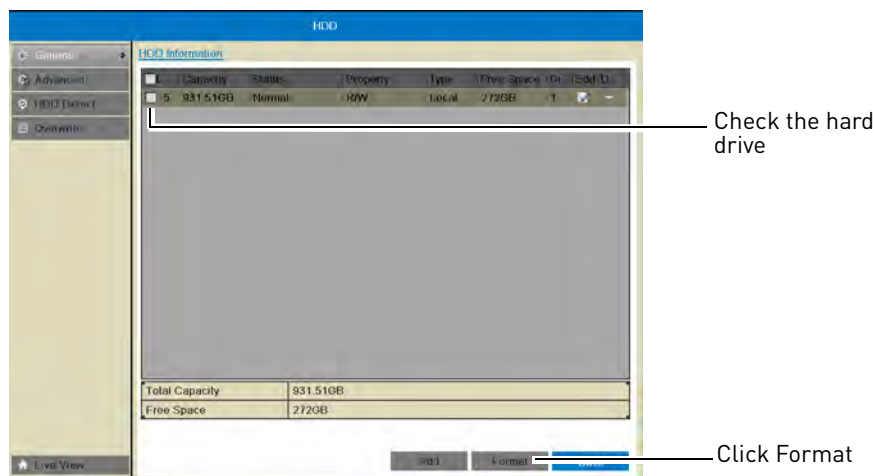 HDD
General
HDD Information
Advanced
L Capacity Status Property Type Free Space Gr Edit D
HDD Detect
5 931.51GB Normal R/W Local 272GB 1 –
Check the hard
drive
Overwrite
Total Capacity 931.51GB
Free Space 272GB
Live View
Format
Click Format